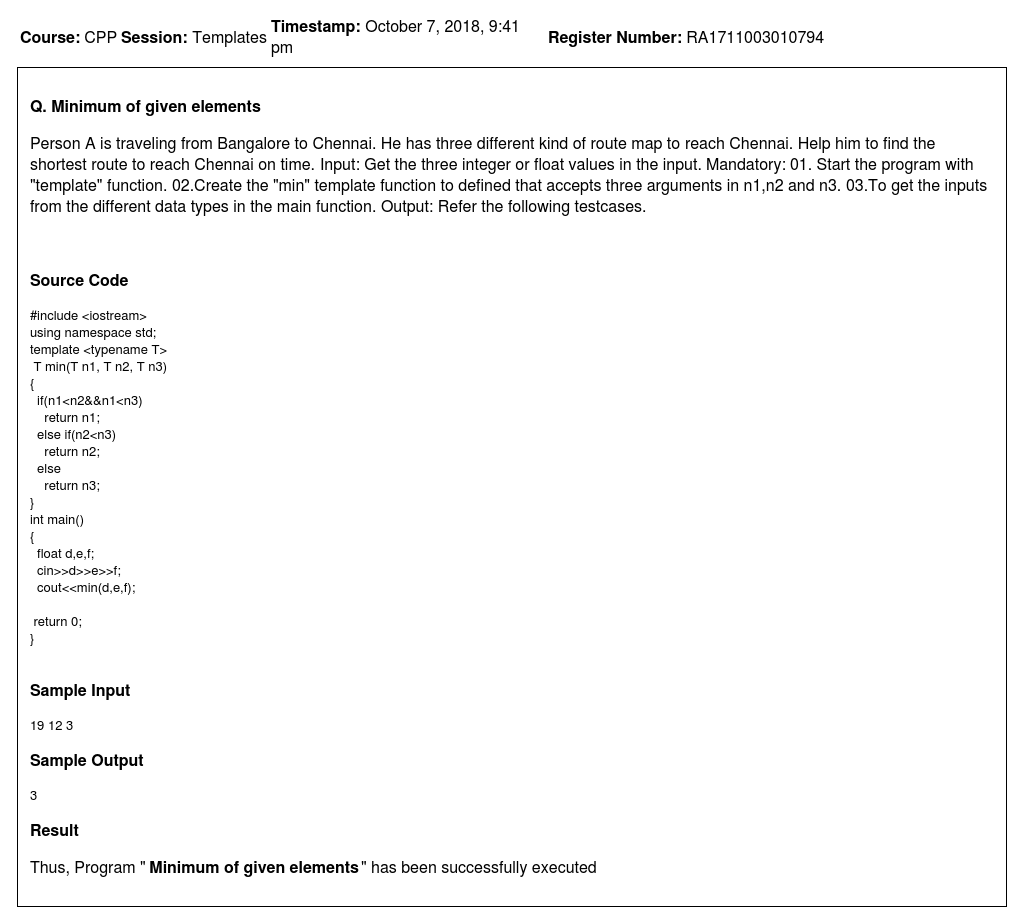 Course: CPP Session: Templates Timestamp: October 7, 2018, 9:41 pm Register Number: RA1711003010794
Q. Minimum of given elements
Person A is traveling from Bangalore to Chennai. He has three different kind of route map to reach Chennai. Help him to find the
shortest route to reach Chennai on time. Input: Get the three integer or float values in the input. Mandatory: 01. Start the program with
"template" function. 02.Create the "min" template function to defined that accepts three arguments in n1,n2 and n3. 03.To get the inputs
from the different data types in the main function. Output: Refer the following testcases.
Source Code
#include <iostream>
using namespace std;
template <typename T>
 T min(T n1, T n2, T n3)
{
  if(n1<n2&&n1<n3)
    return n1;
  else if(n2<n3)
    return n2;
  else
    return n3;
}
int main()
{
  float d,e,f;
  cin>>d>>e>>f;
  cout<<min(d,e,f);
 return 0;
}
Sample Input
19 12 3
Sample Output
3
Result
Thus, Program " Minimum of given elements" has been successfully executed